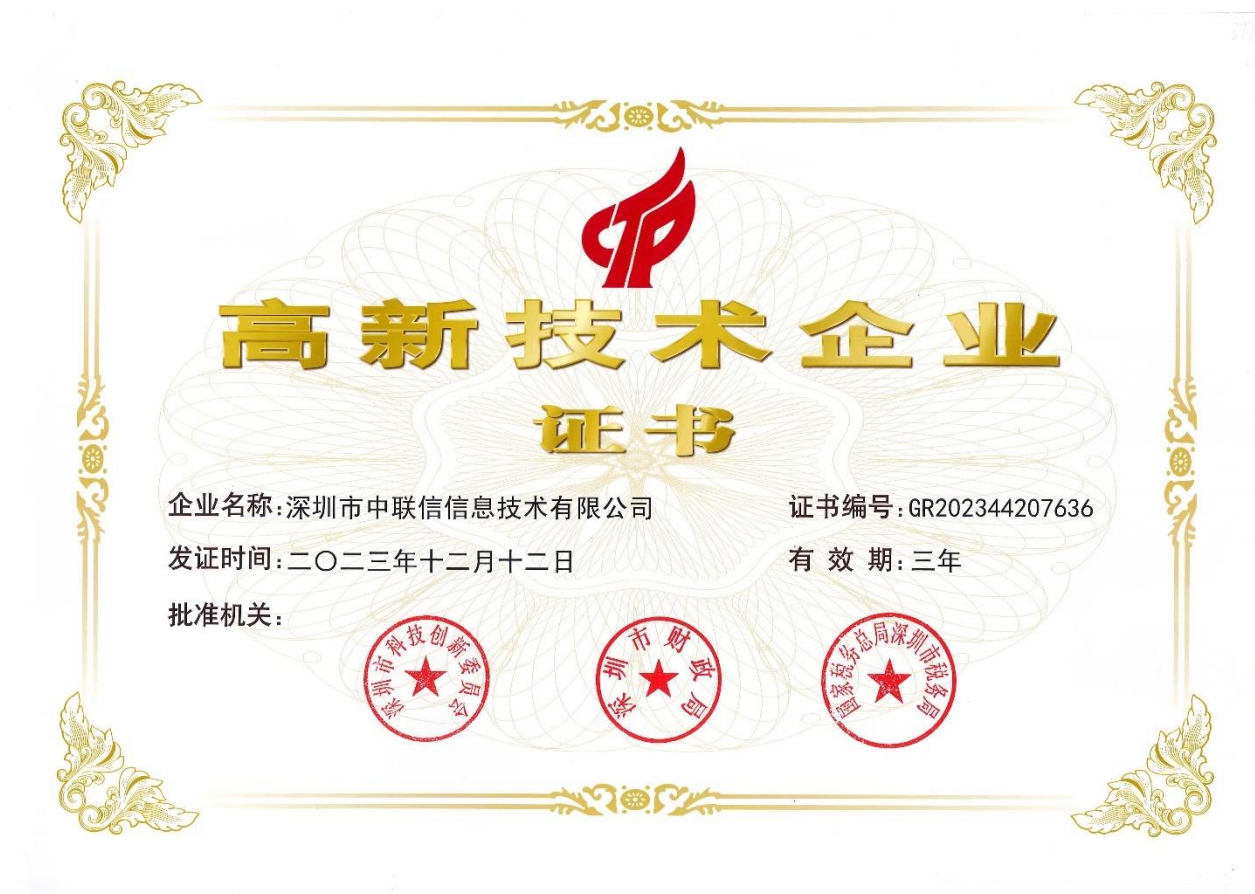 高新技术企业
证书
企业名称:深圳市中联信信息技术有限公司
证书编号:GR202344207636
发证时间:二〇二三年十二月十二日
有 效 期:三年
批准机关:
深圳市科技创新委员会
深圳市财政局
国家税务总局深圳市税务局